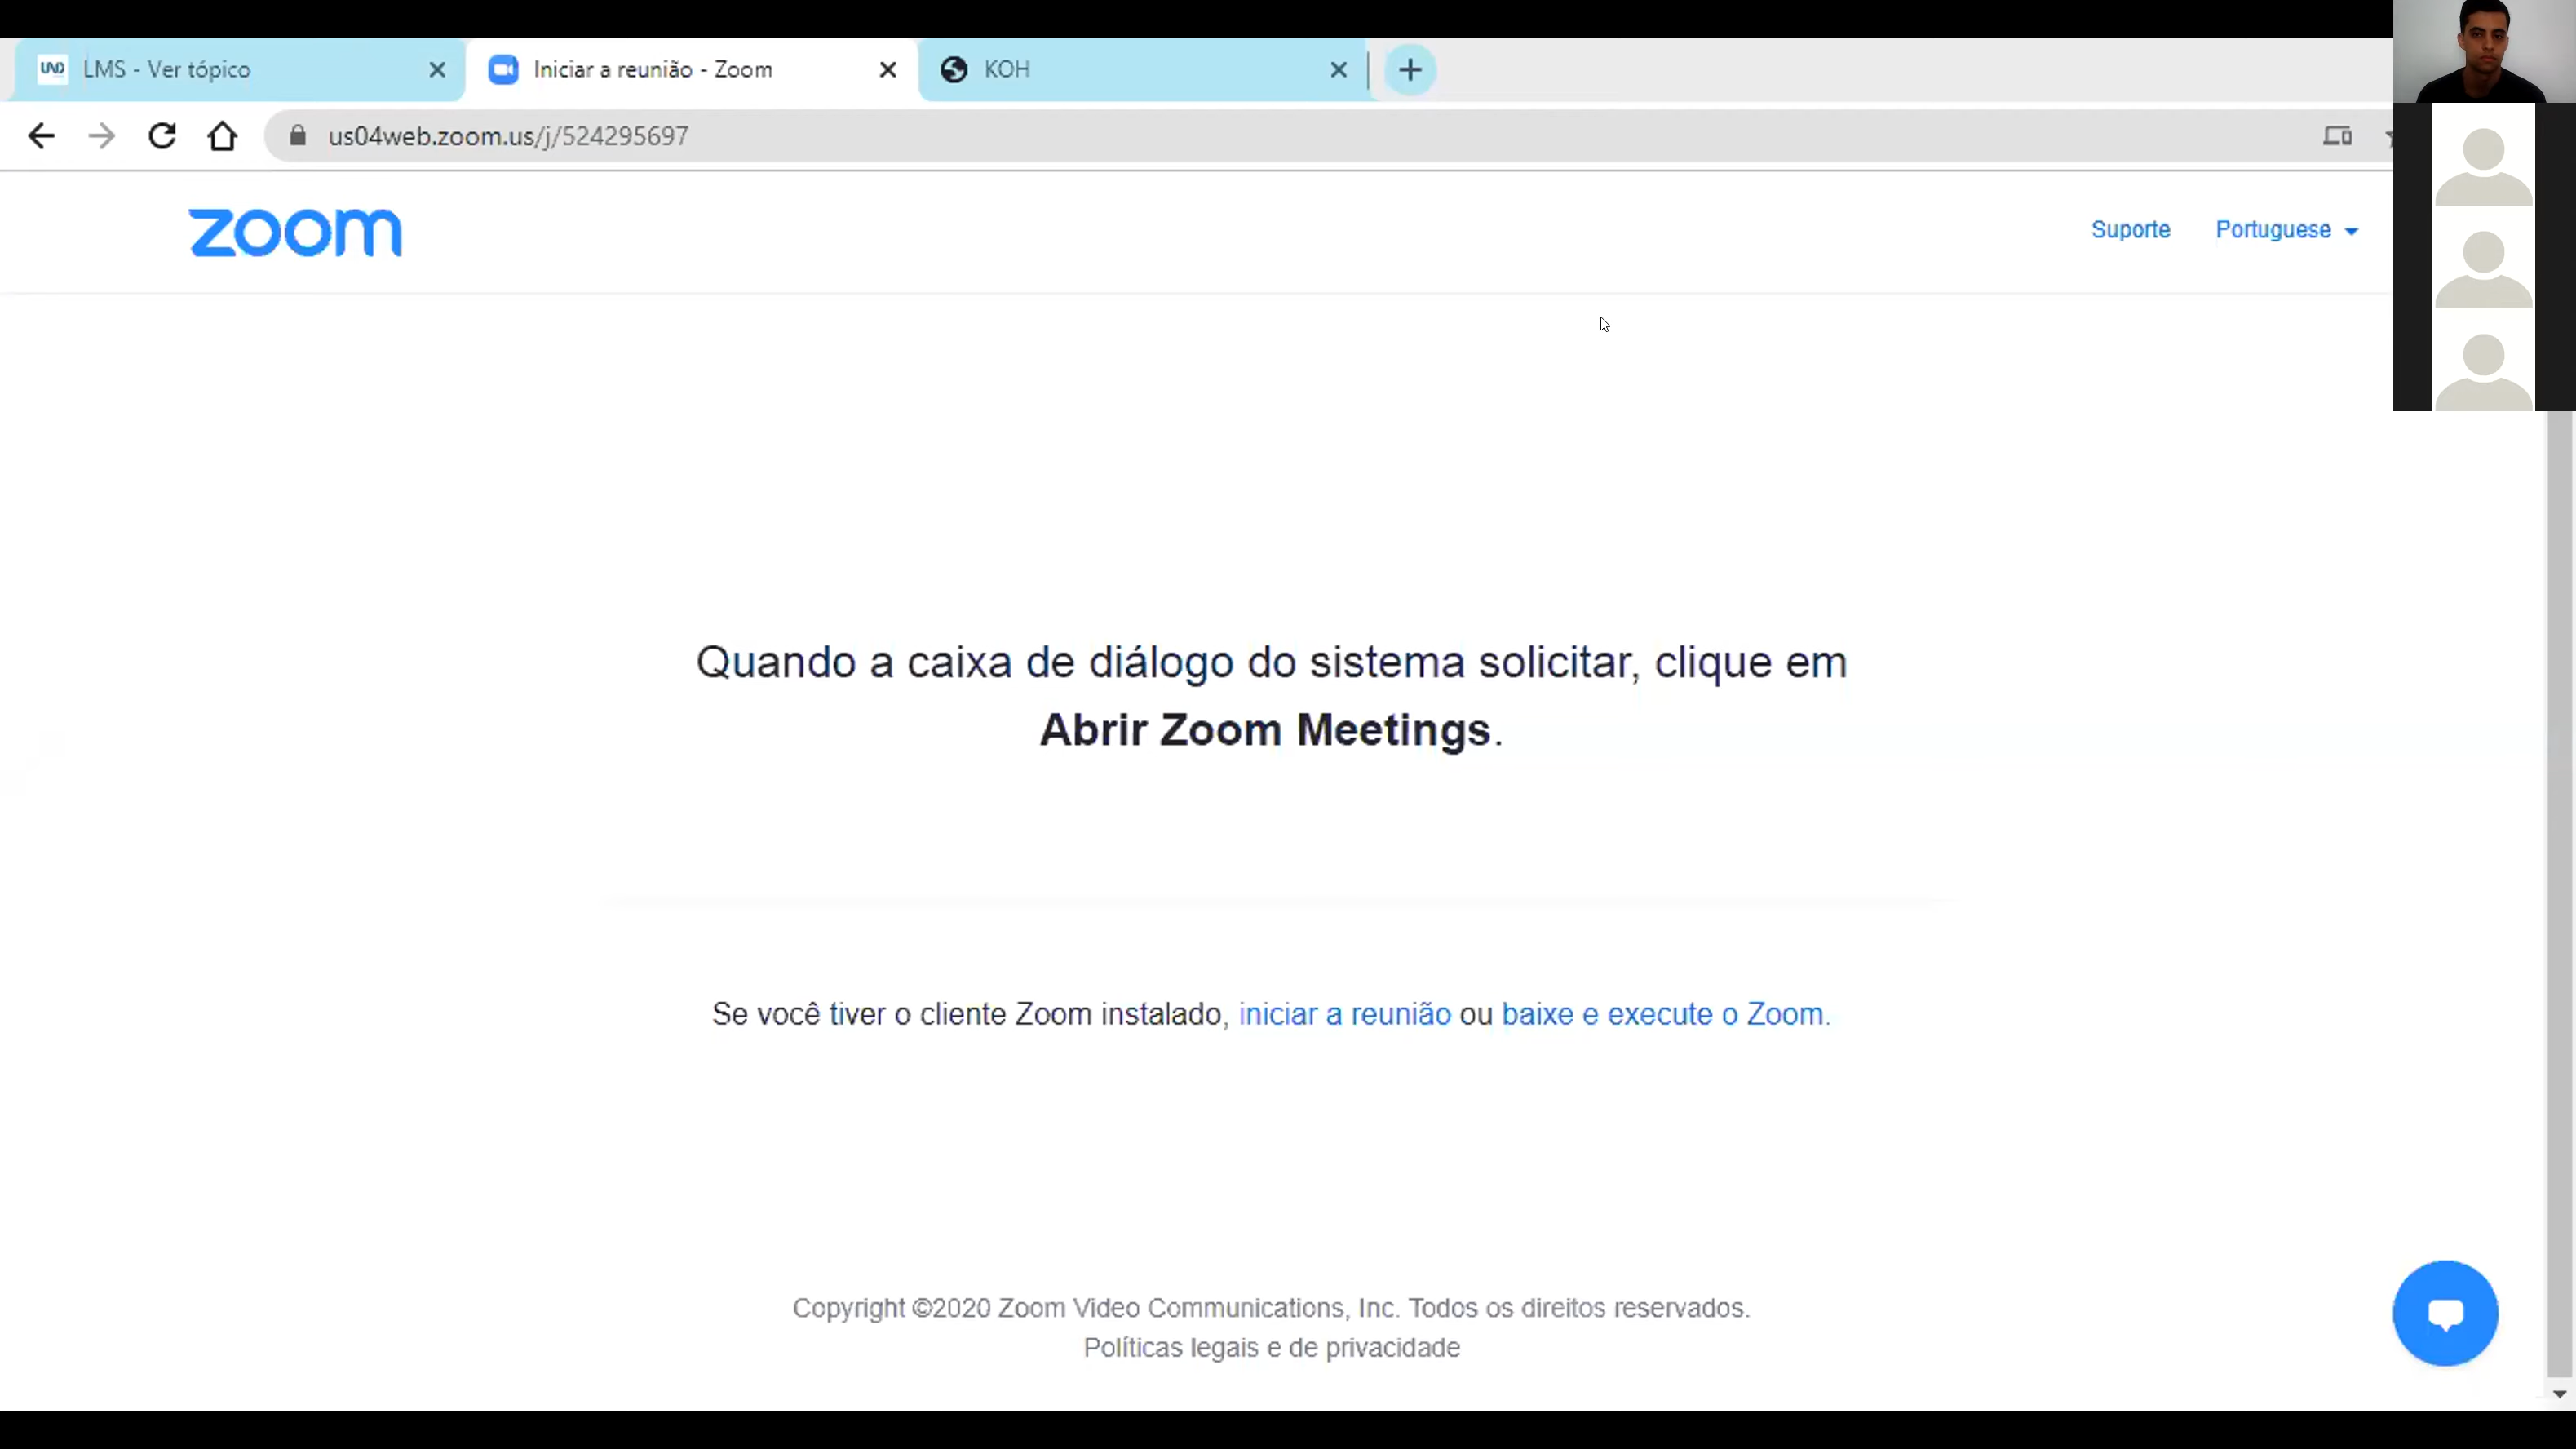 UND LMS - Ver tópico
Iniciar a reunião - Zoom
KOH
us04web.zoom.us/j/524295697
zoom
Suporte Portuguese
Quando a caixa de diálogo do sistema solicitar, clique em
Abrir Zoom Meetings.
Se você tiver o cliente Zoom instalado, iniciar a reunião ou baixe e execute o Zoom.
Copyright ©2020 Zoom Video Communications, Inc. Todos os direitos reservados.
Políticas legais e de privacidade